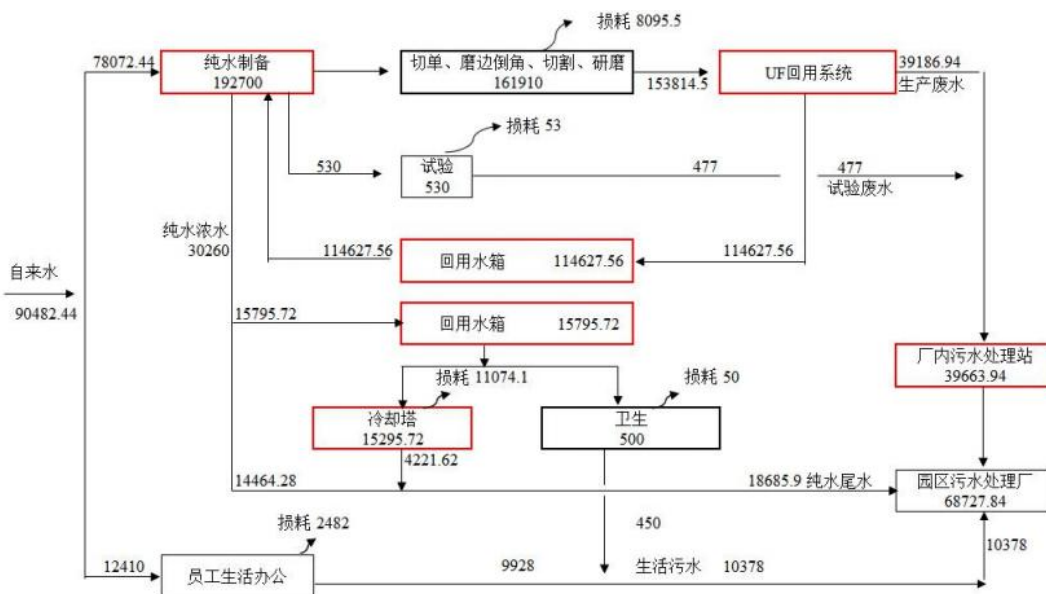 损耗 8095.5
78072.44
纯水制备
192700
切单、磨边倒角、切割、研磨
161910
153814.5
UF回用系统
39186.94
生产废水
损耗 53
530
试验
530
477
477
试验废水
纯水浓水
30260
114627.56
回用水箱 114627.56
114627.56
自来水
90482.44
15795.72
回用水箱 15795.72
厂内污水处理站
39663.94
损耗 11074.1
损耗 50
冷却塔
15295.72
卫生
500
4221.62
14464.28
18685.9 纯水尾水
园区污水处理厂
68727.84
损耗 2482
450
10378
12410
员工生活办公
9928
生活污水
10378